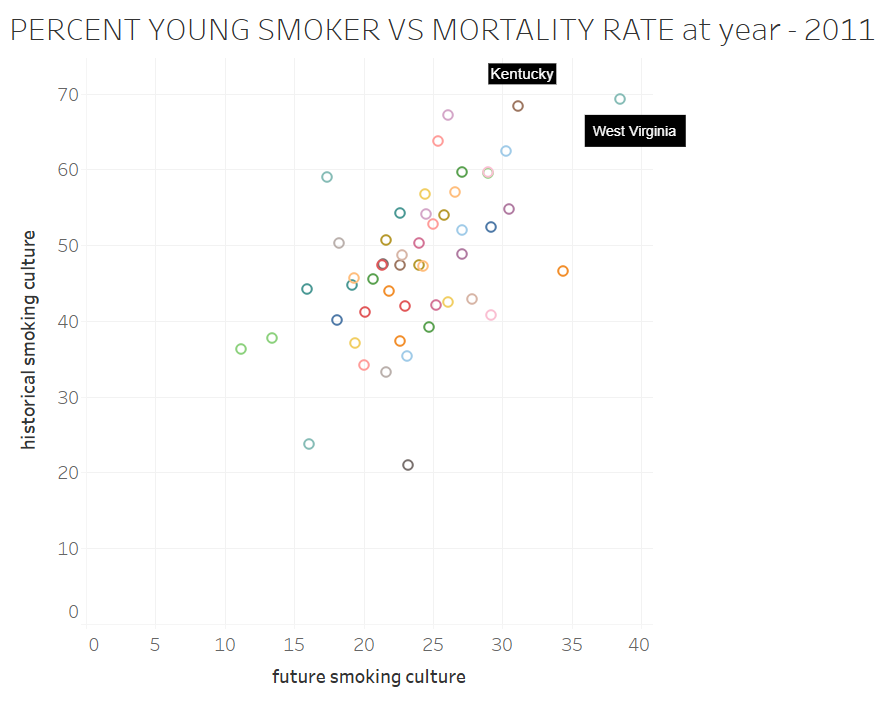 PERCENT YOUNG SMOKER VS MORTALITY RATE at year - 2011
Kentucky
West Virginia
70
60
50
40
30
20
10
0
historical smoking culture
0 5 10 15 20 25 30 35 40
future smoking culture